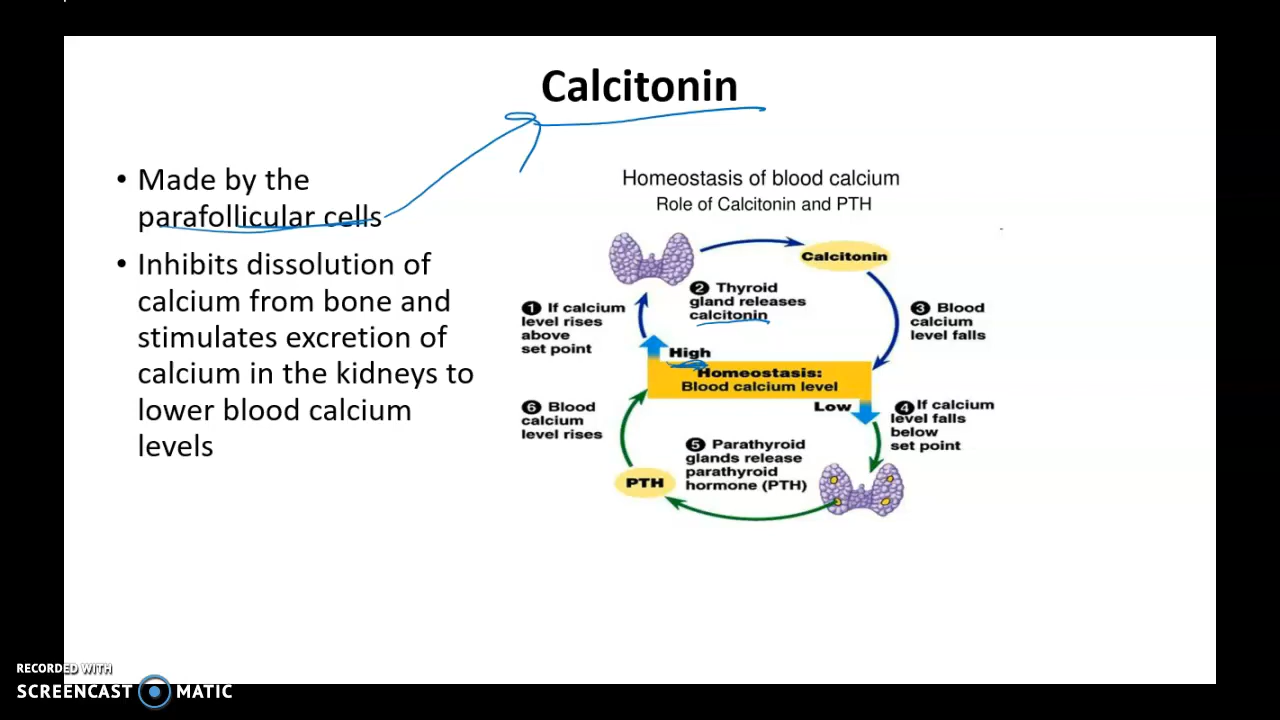 Calcitonin
• Made by the
parafollicular cells
• Inhibits dissolution of
calcium from bone and
stimulates excretion of
calcium in the kidneys to
lower blood calcium
levels
Homeostasis of blood calcium
Role of Calcitonin and PTH
Calcitonin
2 Thyroid
gland releases
calcitonin
1 If calcium
level rises
above
set point
3 Blood
calcium
level falls
High
Homeostasis:
Blood calcium level
Low
4 If calcium
level falls
below
set point
6 Blood
calcium
level rises
5 Parathyroid
glands release
parathyroid
hormone (PTH)
PTH
RECORDED WITH
SCREENCAST MATIC